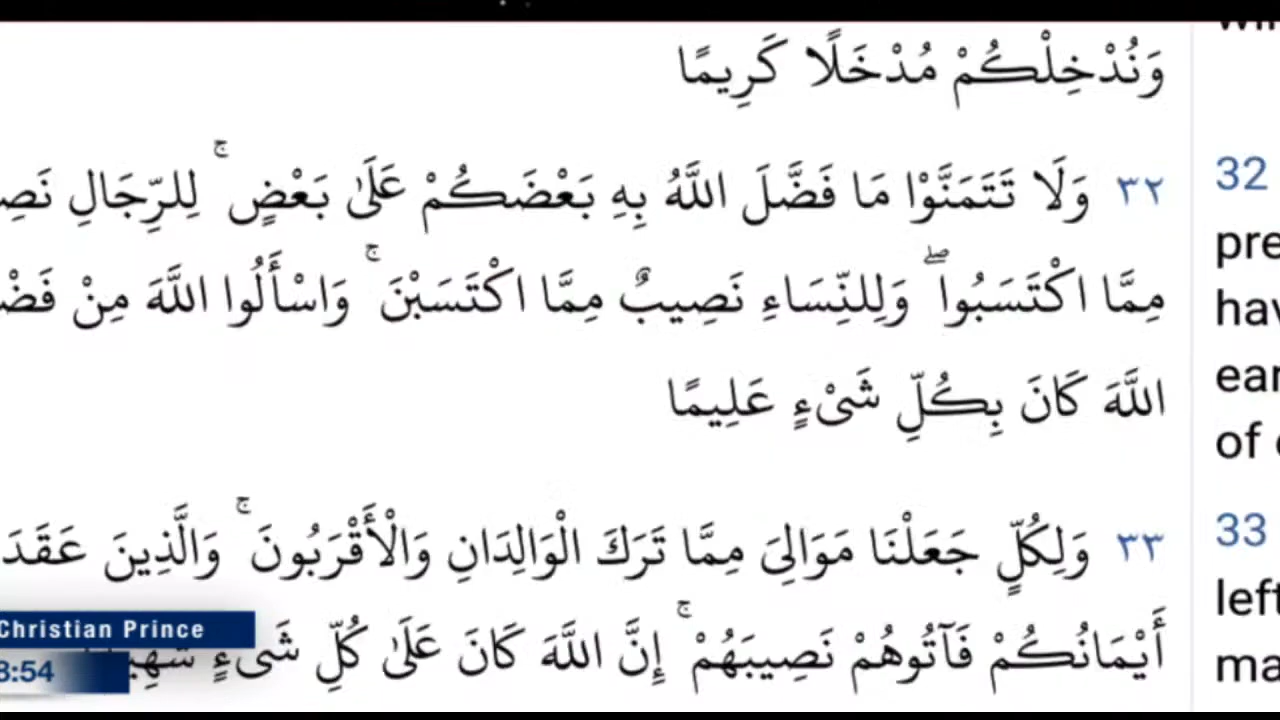 وَنُدْخِلْكُمْ مُدْخَلًا كَرِيمًا
٣٢ وَلَا تَتَمَنَّوْا مَا فَضَّلَ اللَّهُ بِهِ بَعْضَكُمْ عَلَىٰ بَعْضٍ ۚ لِلرِّجَالِ
مِمَّا اكْتَسَبُوا ۖ وَلِلنِّسَاءِ نَصِيبٌ مِمَّا اكْتَسَبْنَ ۚ وَاسْأَلُوا اللَّهَ مِنْ
اللَّهَ كَانَ بِكُلِّ شَىْءٍ عَلِيمًا
٣٣ وَلِكُلٍّ جَعَلْنَا مَوَالِىَ مِمَّا تَرَكَ الْوَالِدَانِ وَالْأَقْرَبُونَ ۚ وَالَّذِينَ عَقَدَ
أَيْمَانُكُمْ فَآتُوهُمْ نَصِيبَهُمْ ۚ إِنَّ اللَّهَ كَانَ عَلَىٰ كُلِّ شَىْءٍ
32
pre
hav
ear
of
33
left
ma
Christian Prince
8:54